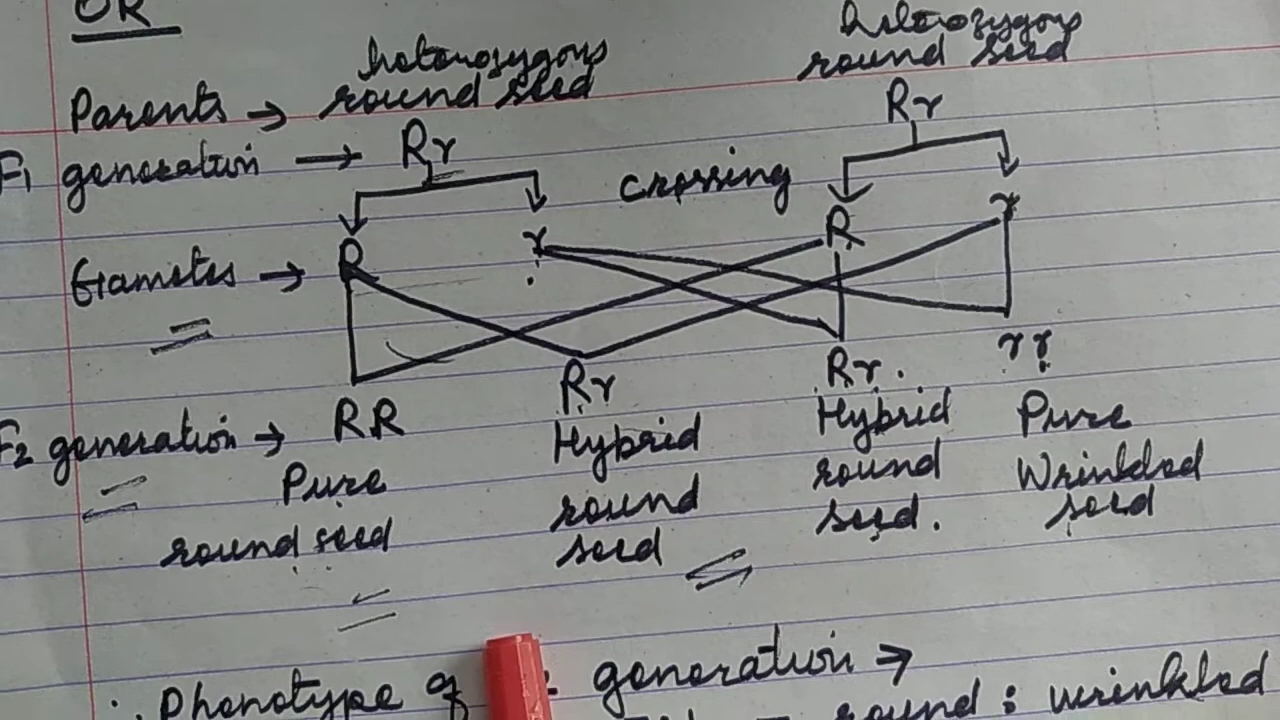 OR
heterozygous
round seed
heterozygous
round seed
Parents →
F1 generation → Rr
Rr
crossing
Gametes → R r R r
F2 generation → RR Rr Rr. rr
Pure
round seed
Hybrid
round
seed
Hybrid
round
seed.
Pure
Wrinkled
seed
∴ Phenotype of generation →
round : wrinkled